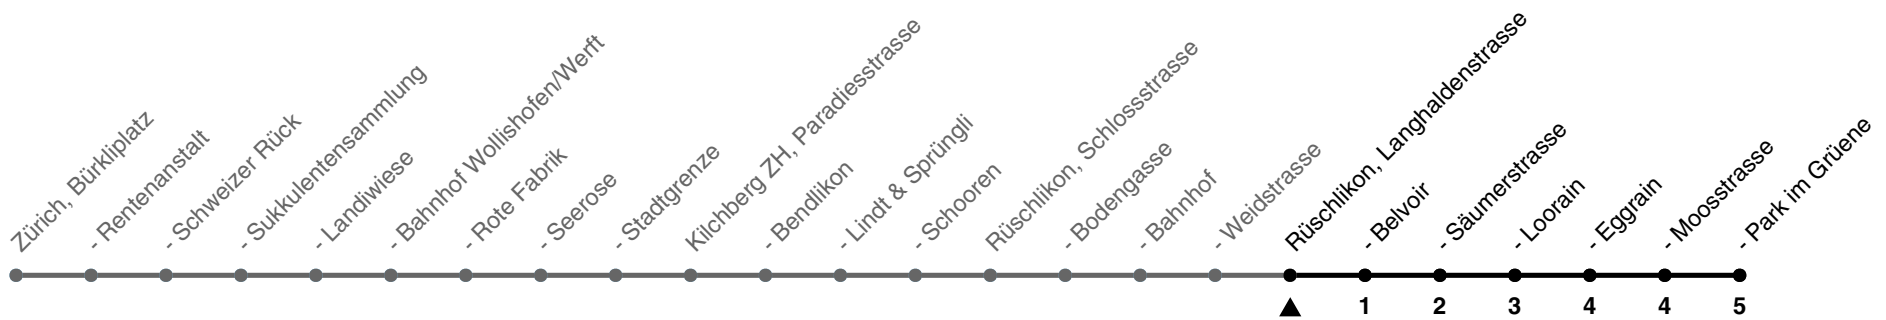 Zürich, Bürkliplatz
- Rentenanstalt
- Schweizer Rück
- Sukkulentensammlung
- Landiwiese
- Bahnhof Wollishofen/Werft
- Rote Fabrik
- Seerose
- Stadtgrenze
Kilchberg ZH, Paradiesstrasse
- Bendlikon
- Lindt & Sprüngli
- Schooren
Rüschlikon, Schlossstrasse
- Bodengasse
- Bahnhof
- Weidstrasse
Rüschlikon, Langhaldenstrasse
- Belvoir
- Säumerstrasse
- Loorain
- Eggrain
- Moosstrasse
- Park im Grüene
1 2 3 4 4 5